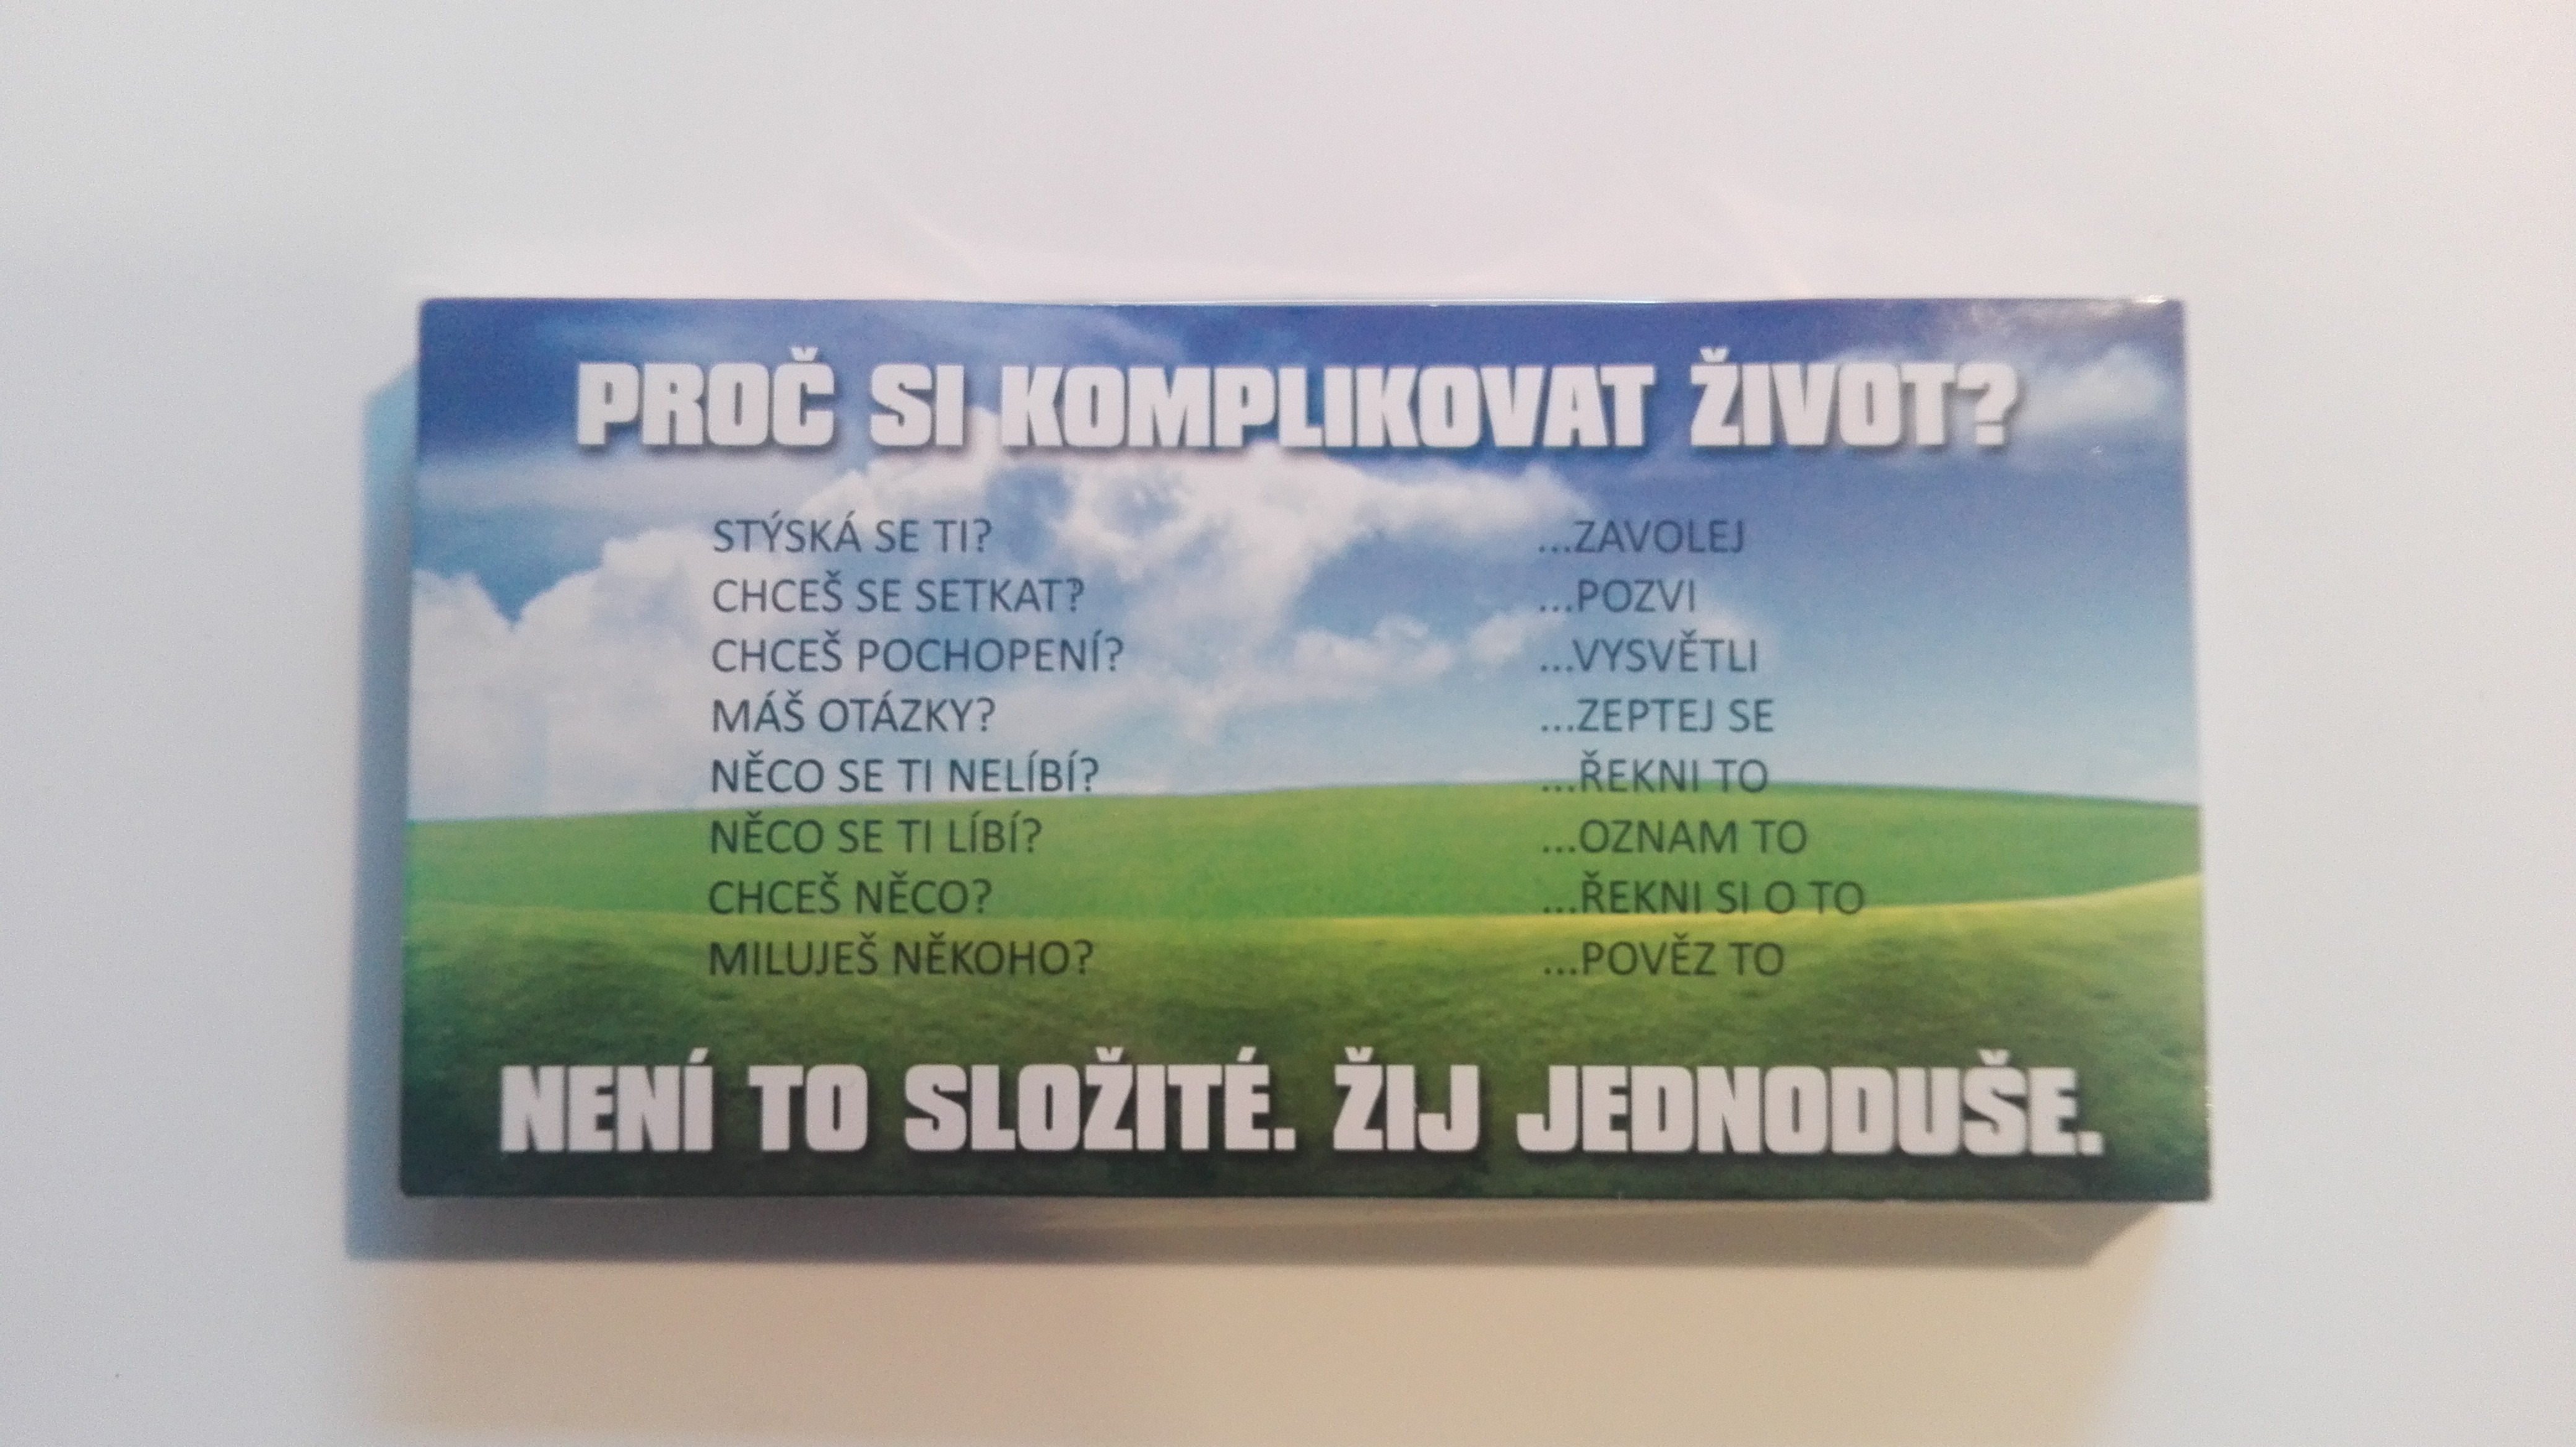 PROČ SI KOMPLIKOVAT ŽIVOT?
STÝSKÁ SE TI? ...ZAVOLEJ
CHCEŠ SE SETKAT? ...POZVI
CHCEŠ POCHOPENÍ? ...VYSVĚTLI
MÁŠ OTÁZKY? ...ZEPTEJ SE
NĚCO SE TI NELÍBÍ? ...ŘEKNI TO
NĚCO SE TI LÍBÍ? ...OZNAM TO
CHCEŠ NĚCO? ...ŘEKNI SI O TO
MILUJEŠ NĚKOHO? ...POVĚZ TO
NENÍ TO SLOŽITÉ. ŽIJ JEDNODUŠE.